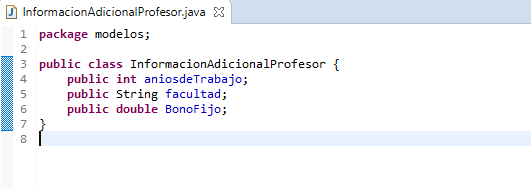 InformacionAdicionalProfesor.java
1 package modelos;
2
3 public class InformacionAdicionalProfesor {
4 public int aniosdeTrabajo;
5 public String facultad;
6 public double BonoFijo;
7 }
8